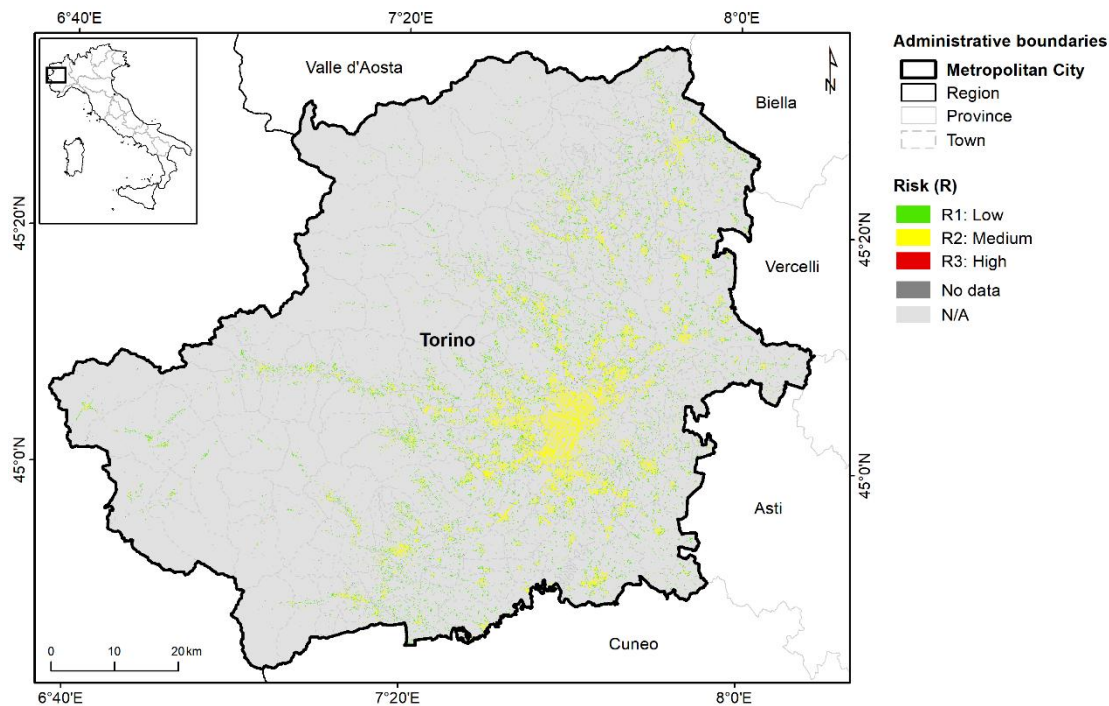 6°40'E
7°20'E
8°0'E
Valle d'Aosta
N
Biella
45°20'N
45°20'N
Vercelli
Torino
45°0'N
45°0'N
Asti
Cuneo
0 10 20 km
6°40'E
7°20'E
8°0'E
Administrative boundaries
Metropolitan City
Region
Province
Town
Risk (R)
R1: Low
R2: Medium
R3: High
No data
N/A